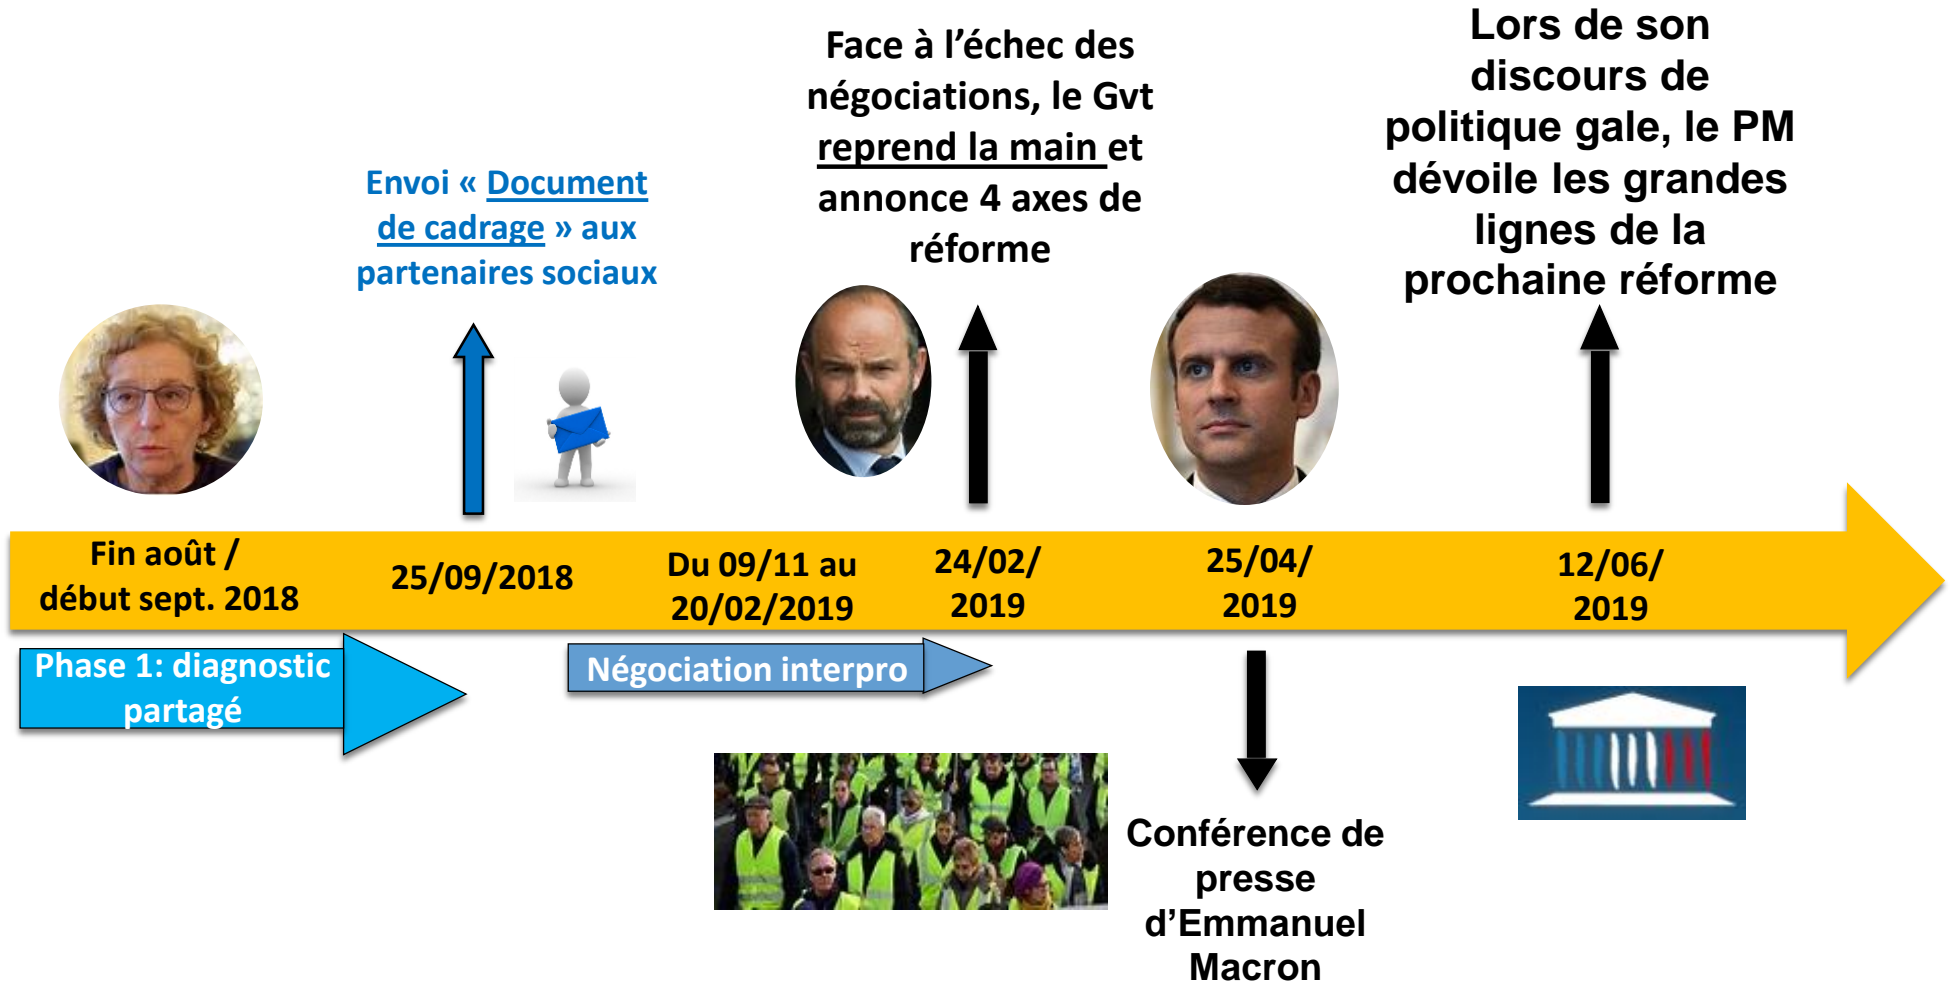 Lors de son
discours de
politique gale, le PM
dévoile les grandes
lignes de la
prochaine réforme
Face à l’échec des
négociations, le Gvt
reprend la main et
annonce 4 axes de
réforme
Envoi « Document
de cadrage » aux
partenaires sociaux
Fin août /
début sept. 2018
25/09/2018
Du 09/11 au
20/02/2019
24/02/
2019
25/04/
2019
12/06/
2019
Phase 1: diagnostic
partagé
Négociation interpro
Conférence de
presse
d’Emmanuel
Macron